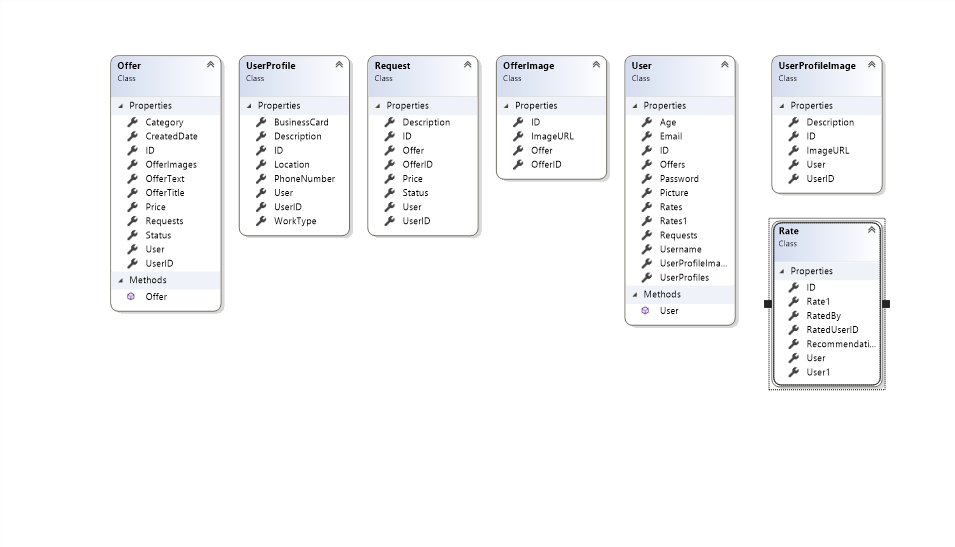 Offer
Class
Properties
Category
CreatedDate
ID
OfferImages
OfferText
OfferTitle
Price
Requests
Status
User
UserID
Methods
Offer
UserProfile
Class
Properties
BusinessCard
Description
ID
Location
PhoneNumber
User
UserID
WorkType
Request
Class
Properties
Description
ID
Offer
OfferID
Price
Status
User
UserID
OfferImage
Class
Properties
ID
ImageURL
Offer
OfferID
User
Class
Properties
Age
Email
ID
Offers
Password
Picture
Rates
Rates1
Requests
Username
UserProfileIma...
UserProfiles
Methods
User
UserProfileImage
Class
Properties
Description
ID
ImageURL
User
UserID
Rate
Class
Properties
ID
Rate1
RatedBy
RatedUserID
Recommendati...
User
User1